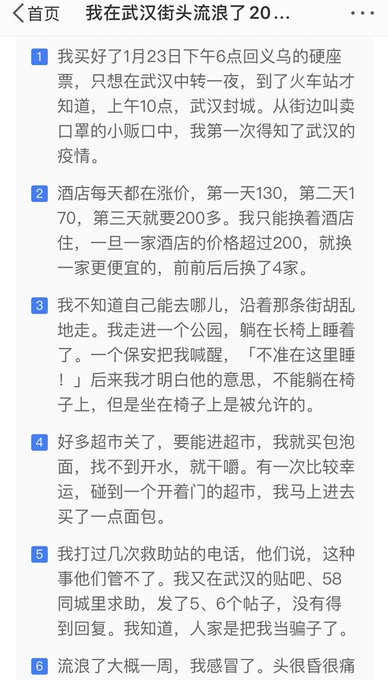 首页
我在武汉街头流浪了20...
1 我买好了1月23日下午6点回义乌的硬座
票，只想在武汉中转一夜，到了火车站才
知道，上午10点，武汉封城。从街边叫卖
口罩的小贩口中，我第一次得知了武汉的
疫情。
2 酒店每天都在涨价，第一天130，第二天1
70，第三天就要200多。我只能换着酒店
住，一旦一家酒店的价格超过200，就换
一家更便宜的，前前后后换了4家。
3 我不知道自己能去哪儿，沿着那条街胡乱
地走。我走进一个公园，躺在长椅上睡着
了。一个保安把我喊醒，「不准在这里睡
！」后来我才明白他的意思，不能躺在椅
子上，但是坐在椅子上是被允许的。
4 好多超市关了，要能进超市，我就买包泡
面，找不到开水，就干嚼。有一次比较幸
运，碰到一个开着门的超市，我马上进去
买了一点面包。
5 我打过几次救助站的电话，他们说，这种
事他们管不了。我又在武汉的贴吧、58
同城里求助，发了5、6个帖子，没有得
到回复。我知道，人家是把我当骗子了。
6 流浪了大概一周，我感冒了。头很昏很痛